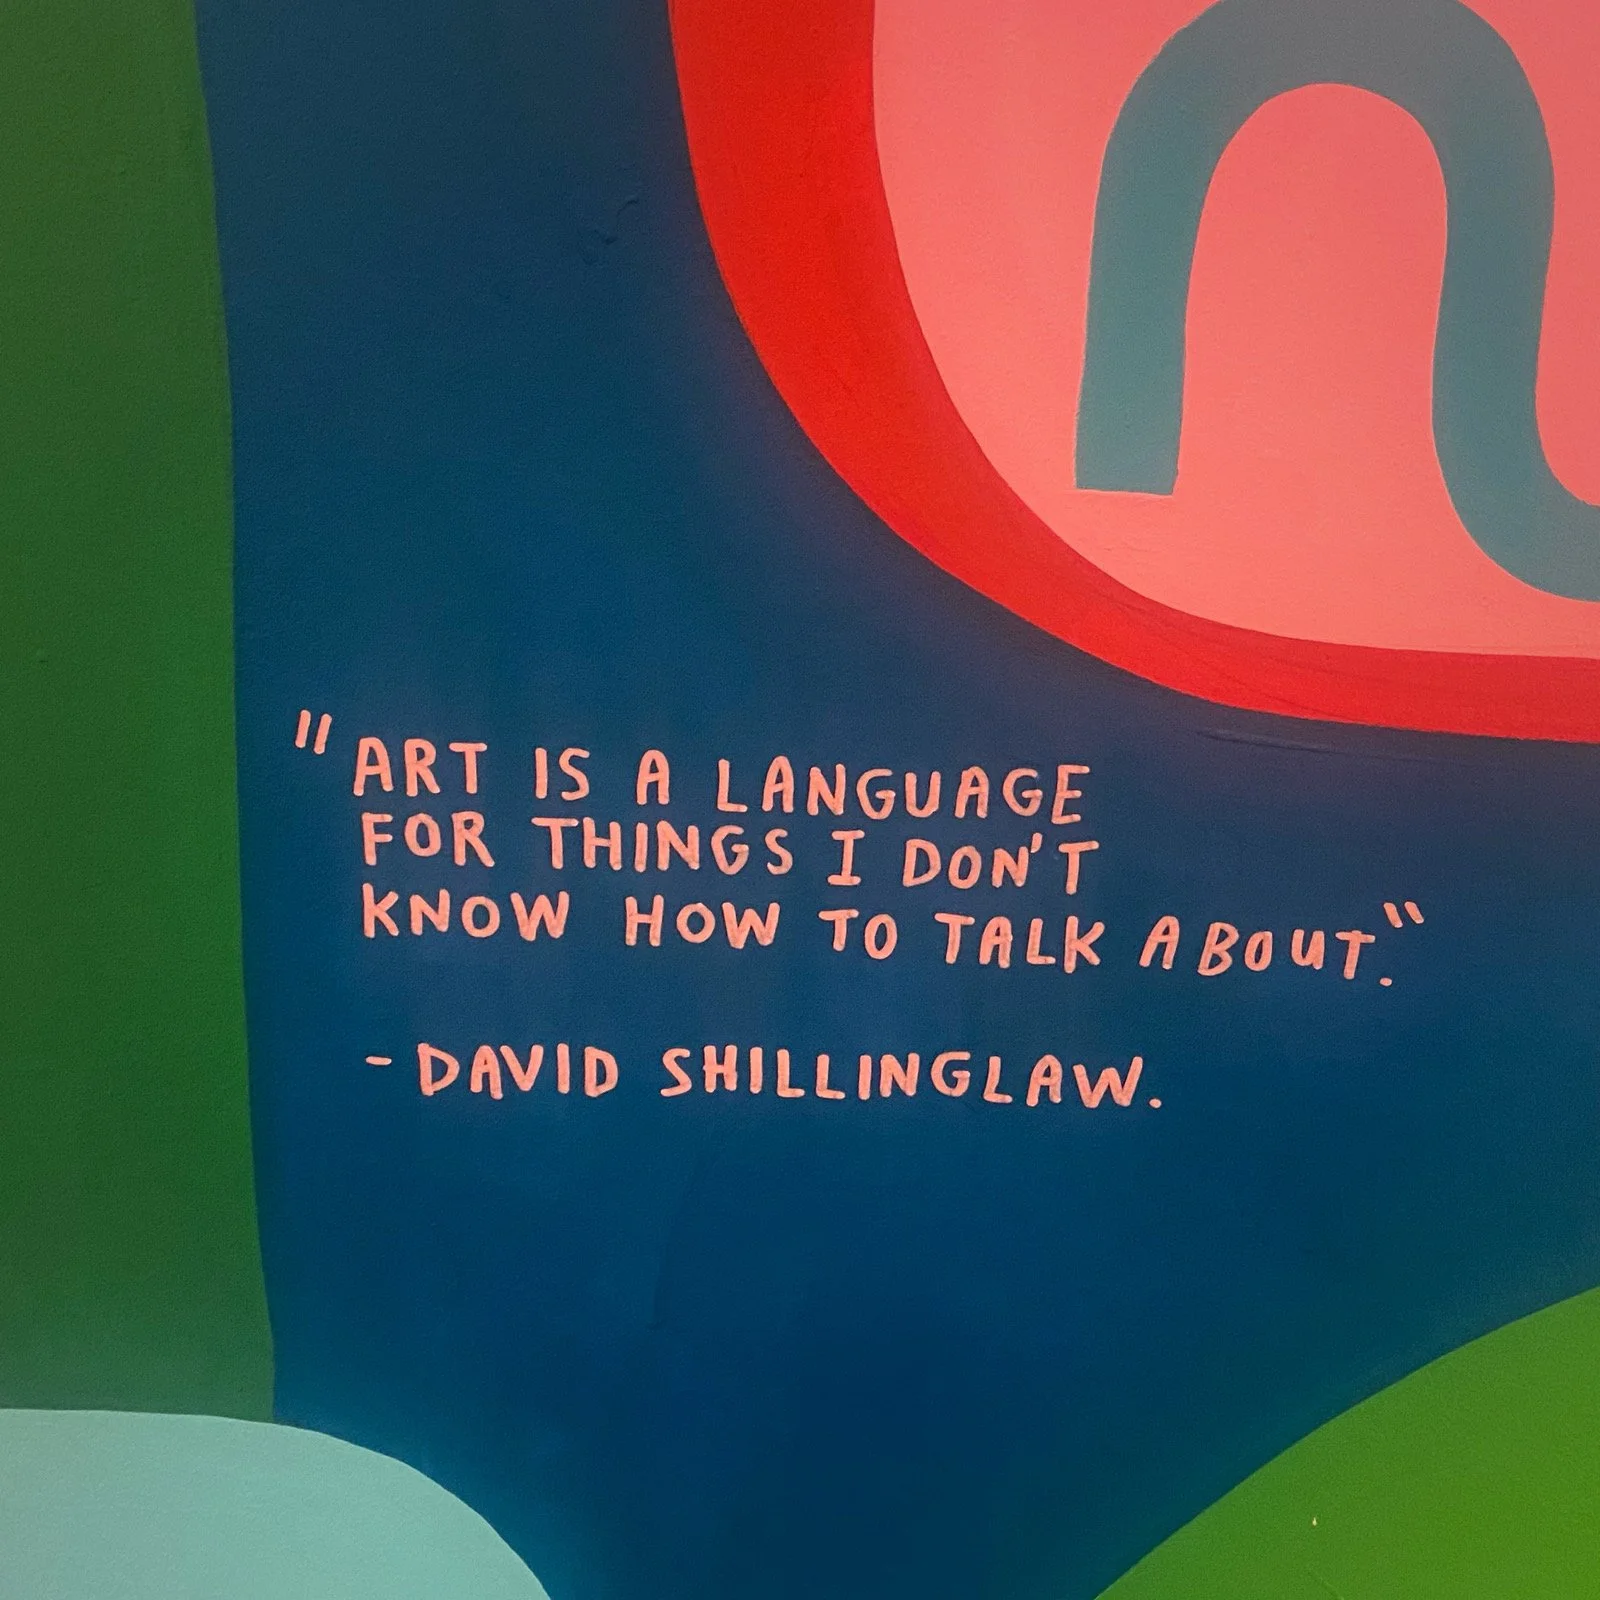 "ART IS A LANGUAGE
FOR THINGS I DON'T
KNOW HOW TO TALK ABOUT."
- DAVID SHILLINGLAW.